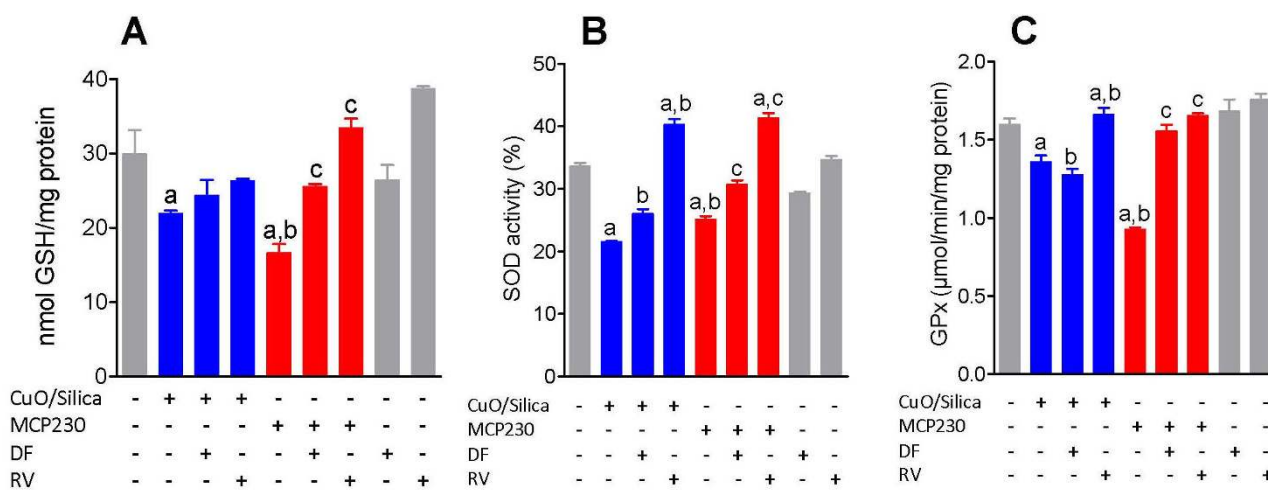 A
nmol GSH/mg protein
40
30
20
10
0
a
a,b
c
c
CuO/Silica - + + + - - - - -
MCP230 - - - - + + + - -
DF - - + - - + - + -
RV - - - + - - + - +
B
SOD activity (%)
50
40
30
20
10
0
a
b
a,b
a,b
c
a,c
CuO/Silica - + + + - - - - -
MCP230 - - - - + + + - -
DF - - + - - + - + -
RV - - - + - - + - +
C
GPx (μmol/min/mg protein)
2.0
1.5
1.0
0.5
0.0
a
b
a,b
a,b
c
c
CuO/Silica - + + + - - - - -
MCP230 - - - - + + + - -
DF - - + - - + - + -
RV - - - + - - + - +